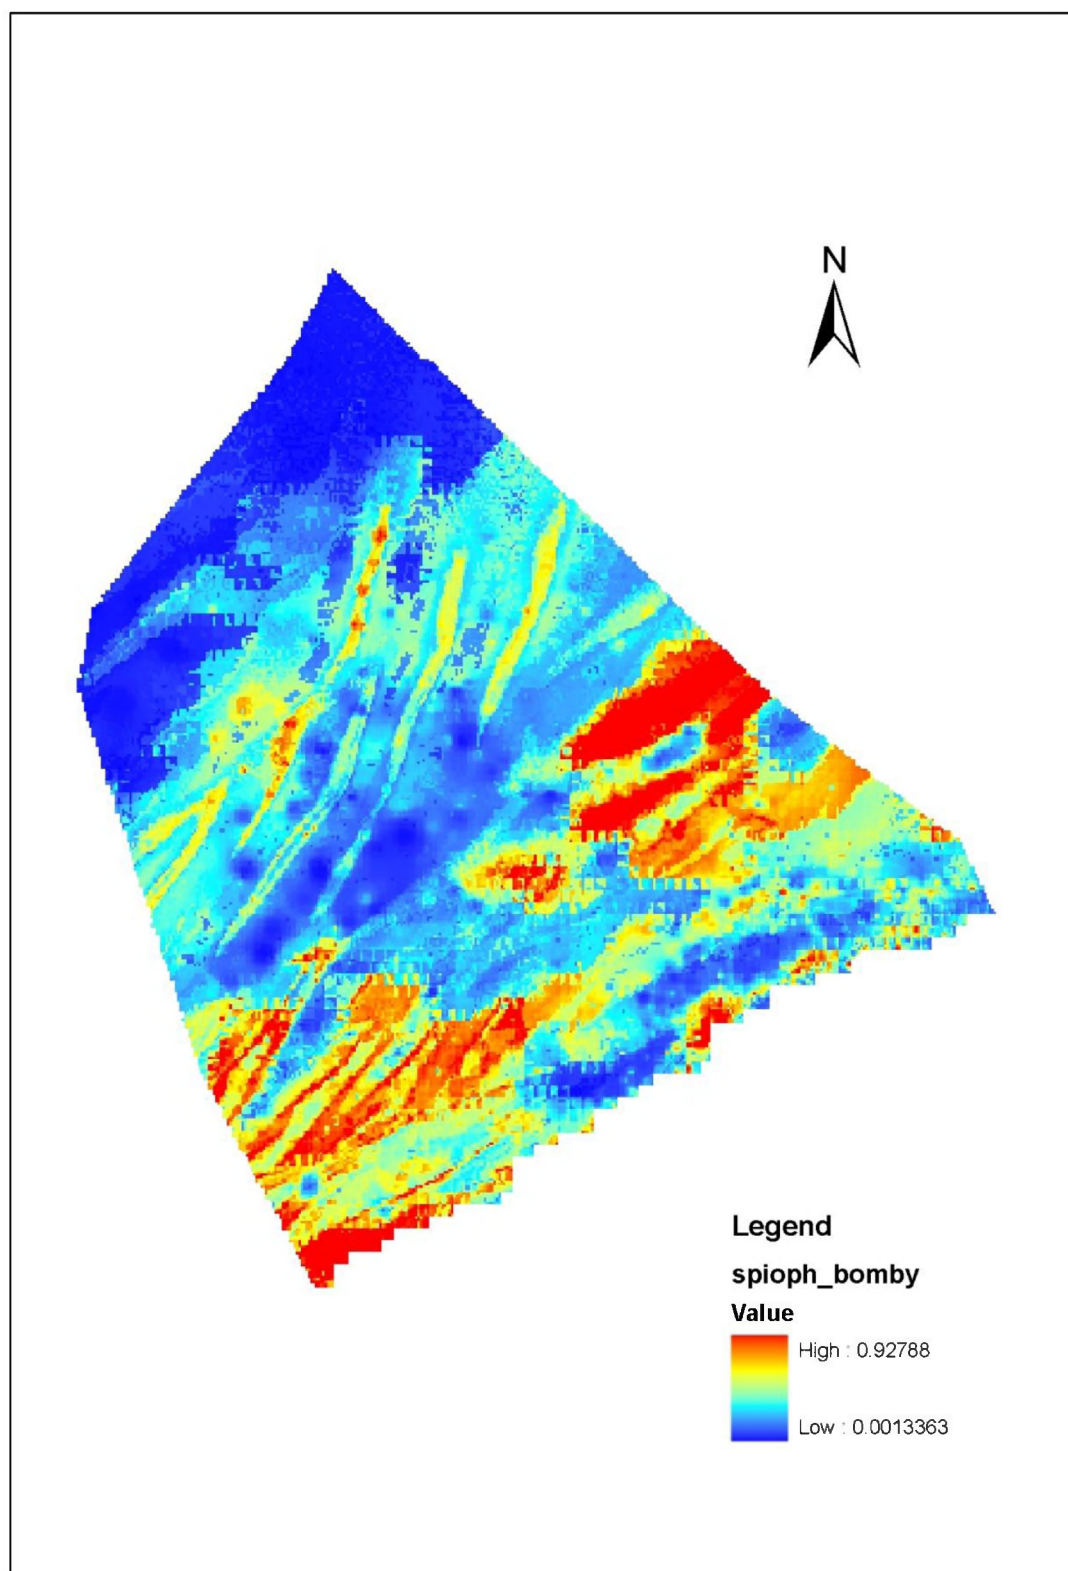 N
Legend
spioph_bomby
Value
High : 0.92788
Low : 0.0013363